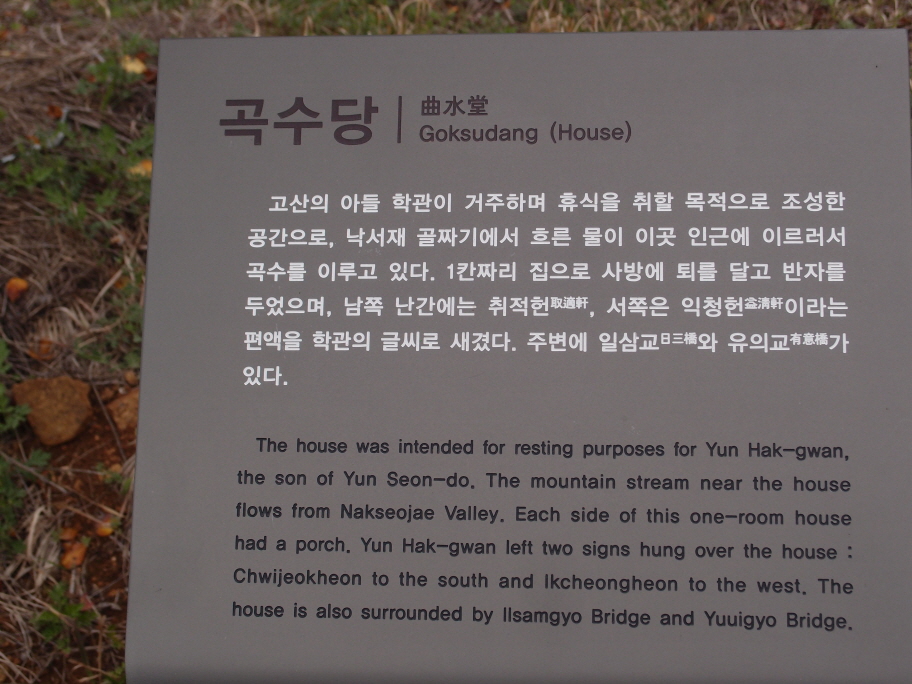 곡수당
曲水堂
Goksudang (House)
고산의 아들 학관이 거주하며 휴식을 취할 목적으로 조성한
공간으로, 낙서재 골짜기에서 흐른 물이 이곳 인근에 이르러서
곡수를 이루고 있다. 1칸짜리 집으로 사방에 퇴를 달고 반자를
두었으며, 남쪽 난간에는 취적헌取適軒, 서쪽은 익청헌益淸軒이라는
편액을 학관의 글씨로 새겼다. 주변에 일삼교日三橋와 유의교有意橋가
있다.
The house was intended for resting purposes for Yun Hak-gwan,
the son of Yun Seon-do. The mountain stream near the house
flows from Nakseojae Valley. Each side of this one-room house
had a porch. Yun Hak-gwan left two signs hung over the house :
Chwijeokheon to the south and Ikcheongheon to the west. The
house is also surrounded by Ilsamgyo Bridge and Yuuigyo Bridge.